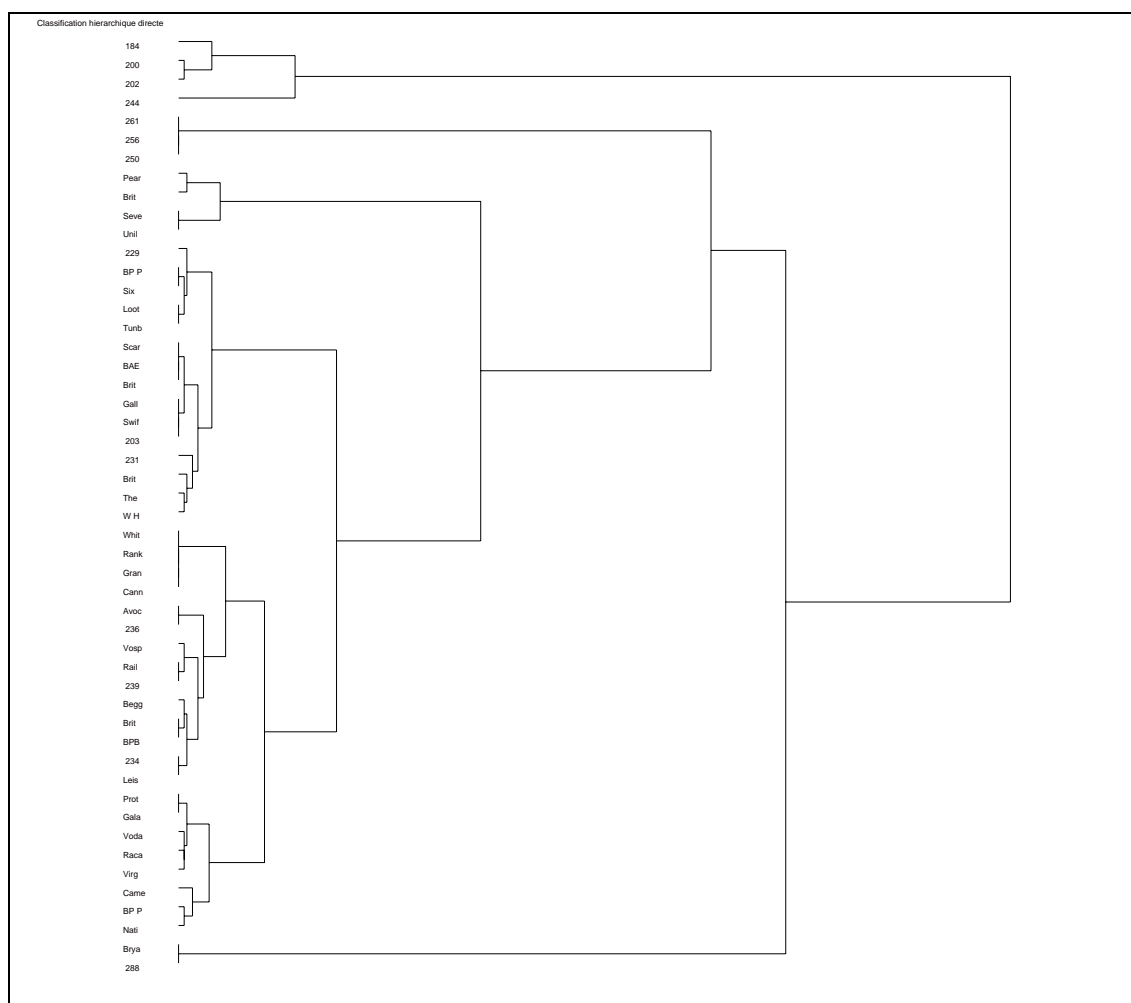 Classification hierarchique directe
184
200
202
244
261
256
250
Pear
Brit
Seve
Unil
229
BP P
Six
Loot
Tunb
Scar
BAE
Brit
Gall
Swif
203
231
Brit
The
W H
Whit
Rank
Gran
Cann
Avoc
236
Vosp
Rail
239
Begg
Brit
BPB
234
Leis
Prot
Gala
Voda
Raca
Virg
Came
BP P
Nati
Brya
288